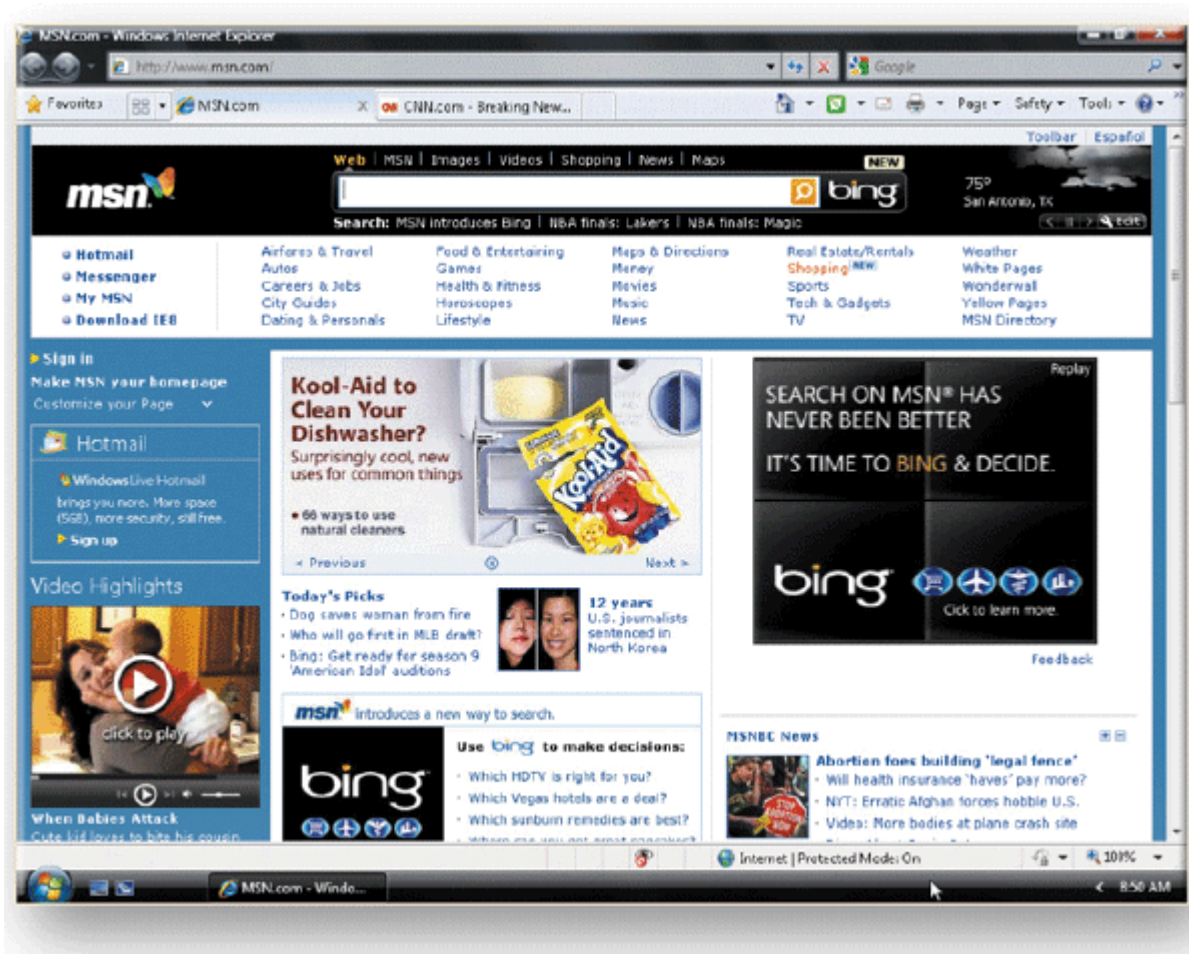 MSN.com - Windows Internet Explorer
http://www.msn.com/
Google
Favorites
MSN.com
CNN.com - Breaking New...
Page
Safety
Tools
Toolbar
Español
Web | MSN | Images | Videos | Shopping | News | Maps
NEW
msn
bing
75°
San Antonio, TX
Search: MSN introduces Bing | NBA finals: Lakers | NBA finals: Magic
edit
Hotmail
Messenger
My MSN
Download IE8
Airfares & Travel
Autos
Careers & Jobs
City Guides
Dating & Personals
Food & Entertaining
Games
Health & Fitness
Horoscopes
Lifestyle
Maps & Directions
Money
Movies
Music
News
Real Estate/Rentals
Shopping NEW
Sports
Tech & Gadgets
TV
Weather
White Pages
Wonderwall
Yellow Pages
MSN Directory
Sign in
Make MSN your homepage
Customize your Page
Hotmail
Windows Live Hotmail
brings you more. More space
(5GB), more security, still free.
Sign up
Video Highlights
click to play
When Babies Attack
Cute kid loves to bite his cousin
Kool-Aid to
Clean Your
Dishwasher?
Surprisingly cool, new
uses for common things
• 66 ways to use
natural cleaners
Kool-Aid
Previous
Next
Today's Picks
· Dog saves woman from fire
· Who will go first in MLB draft?
· Bing: Get ready for season 9
'American Idol' auditions
12 years
U.S. journalists
sentenced in
North Korea
msn introduces a new way to search.
bing
Use bing to make decisions:
· Which HDTV is right for you?
· Which Vegas hotels are a deal?
· Which sunburn remedies are best?
Replay
SEARCH ON MSN® HAS
NEVER BEEN BETTER
IT'S TIME TO BING & DECIDE.
bing
Click to learn more.
Feedback
MSNBC News
STOP
ABORTION
NOW
Abortion foes building 'legal fence'
· Will health insurance 'haves' pay more?
· NYT: Erratic Afghan forces hobble U.S.
· Video: More bodies at plane crash site
Internet | Protected Mode: On
100%
MSN.com - Windo...
8:50 AM